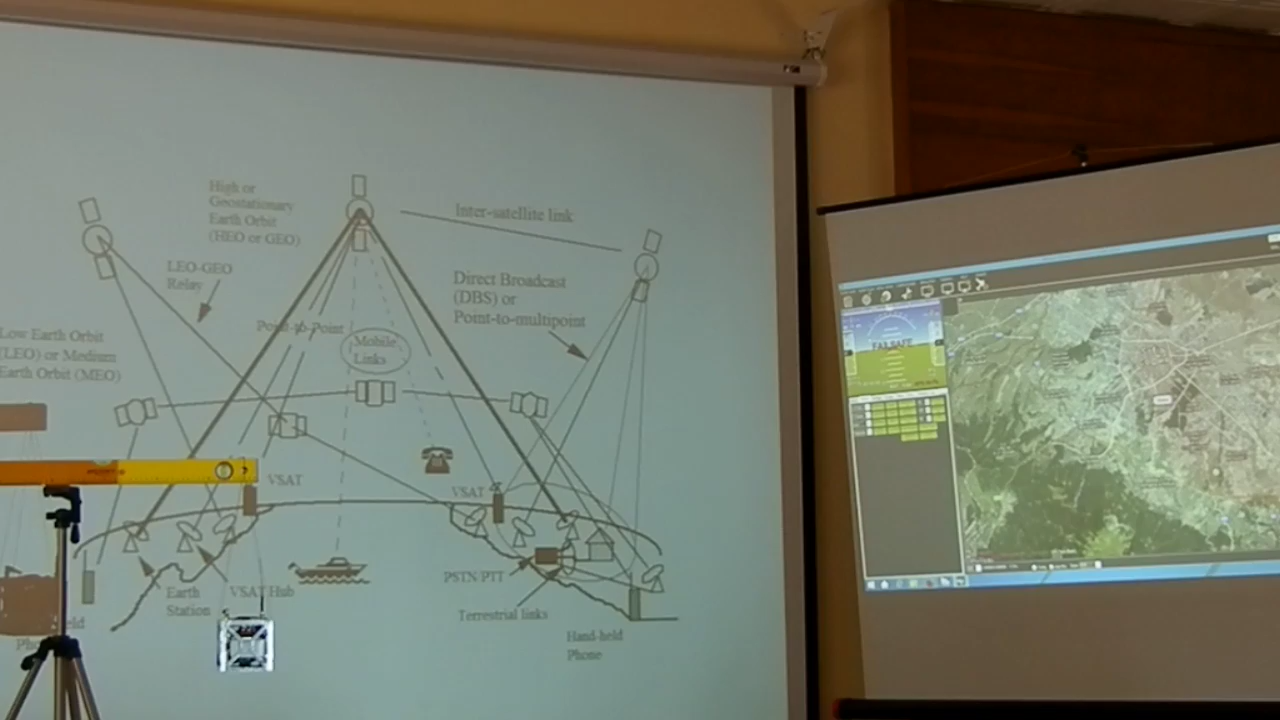 High or
Geostationary
Earth Orbit
(HEO or GEO)
Inter-satellite link
LEO-GEO
Relay
Direct Broadcast
(DBS) or
Point-to-multipoint
Point-to-Point
Mobile
Links
Low Earth Orbit
(LEO) or Medium
Earth Orbit (MEO)
VSAT
VSAT
PSTN/PTT
Earth
Station
VSAT Hub
Terrestrial links
Hand-held
Phone
FAILSAFE